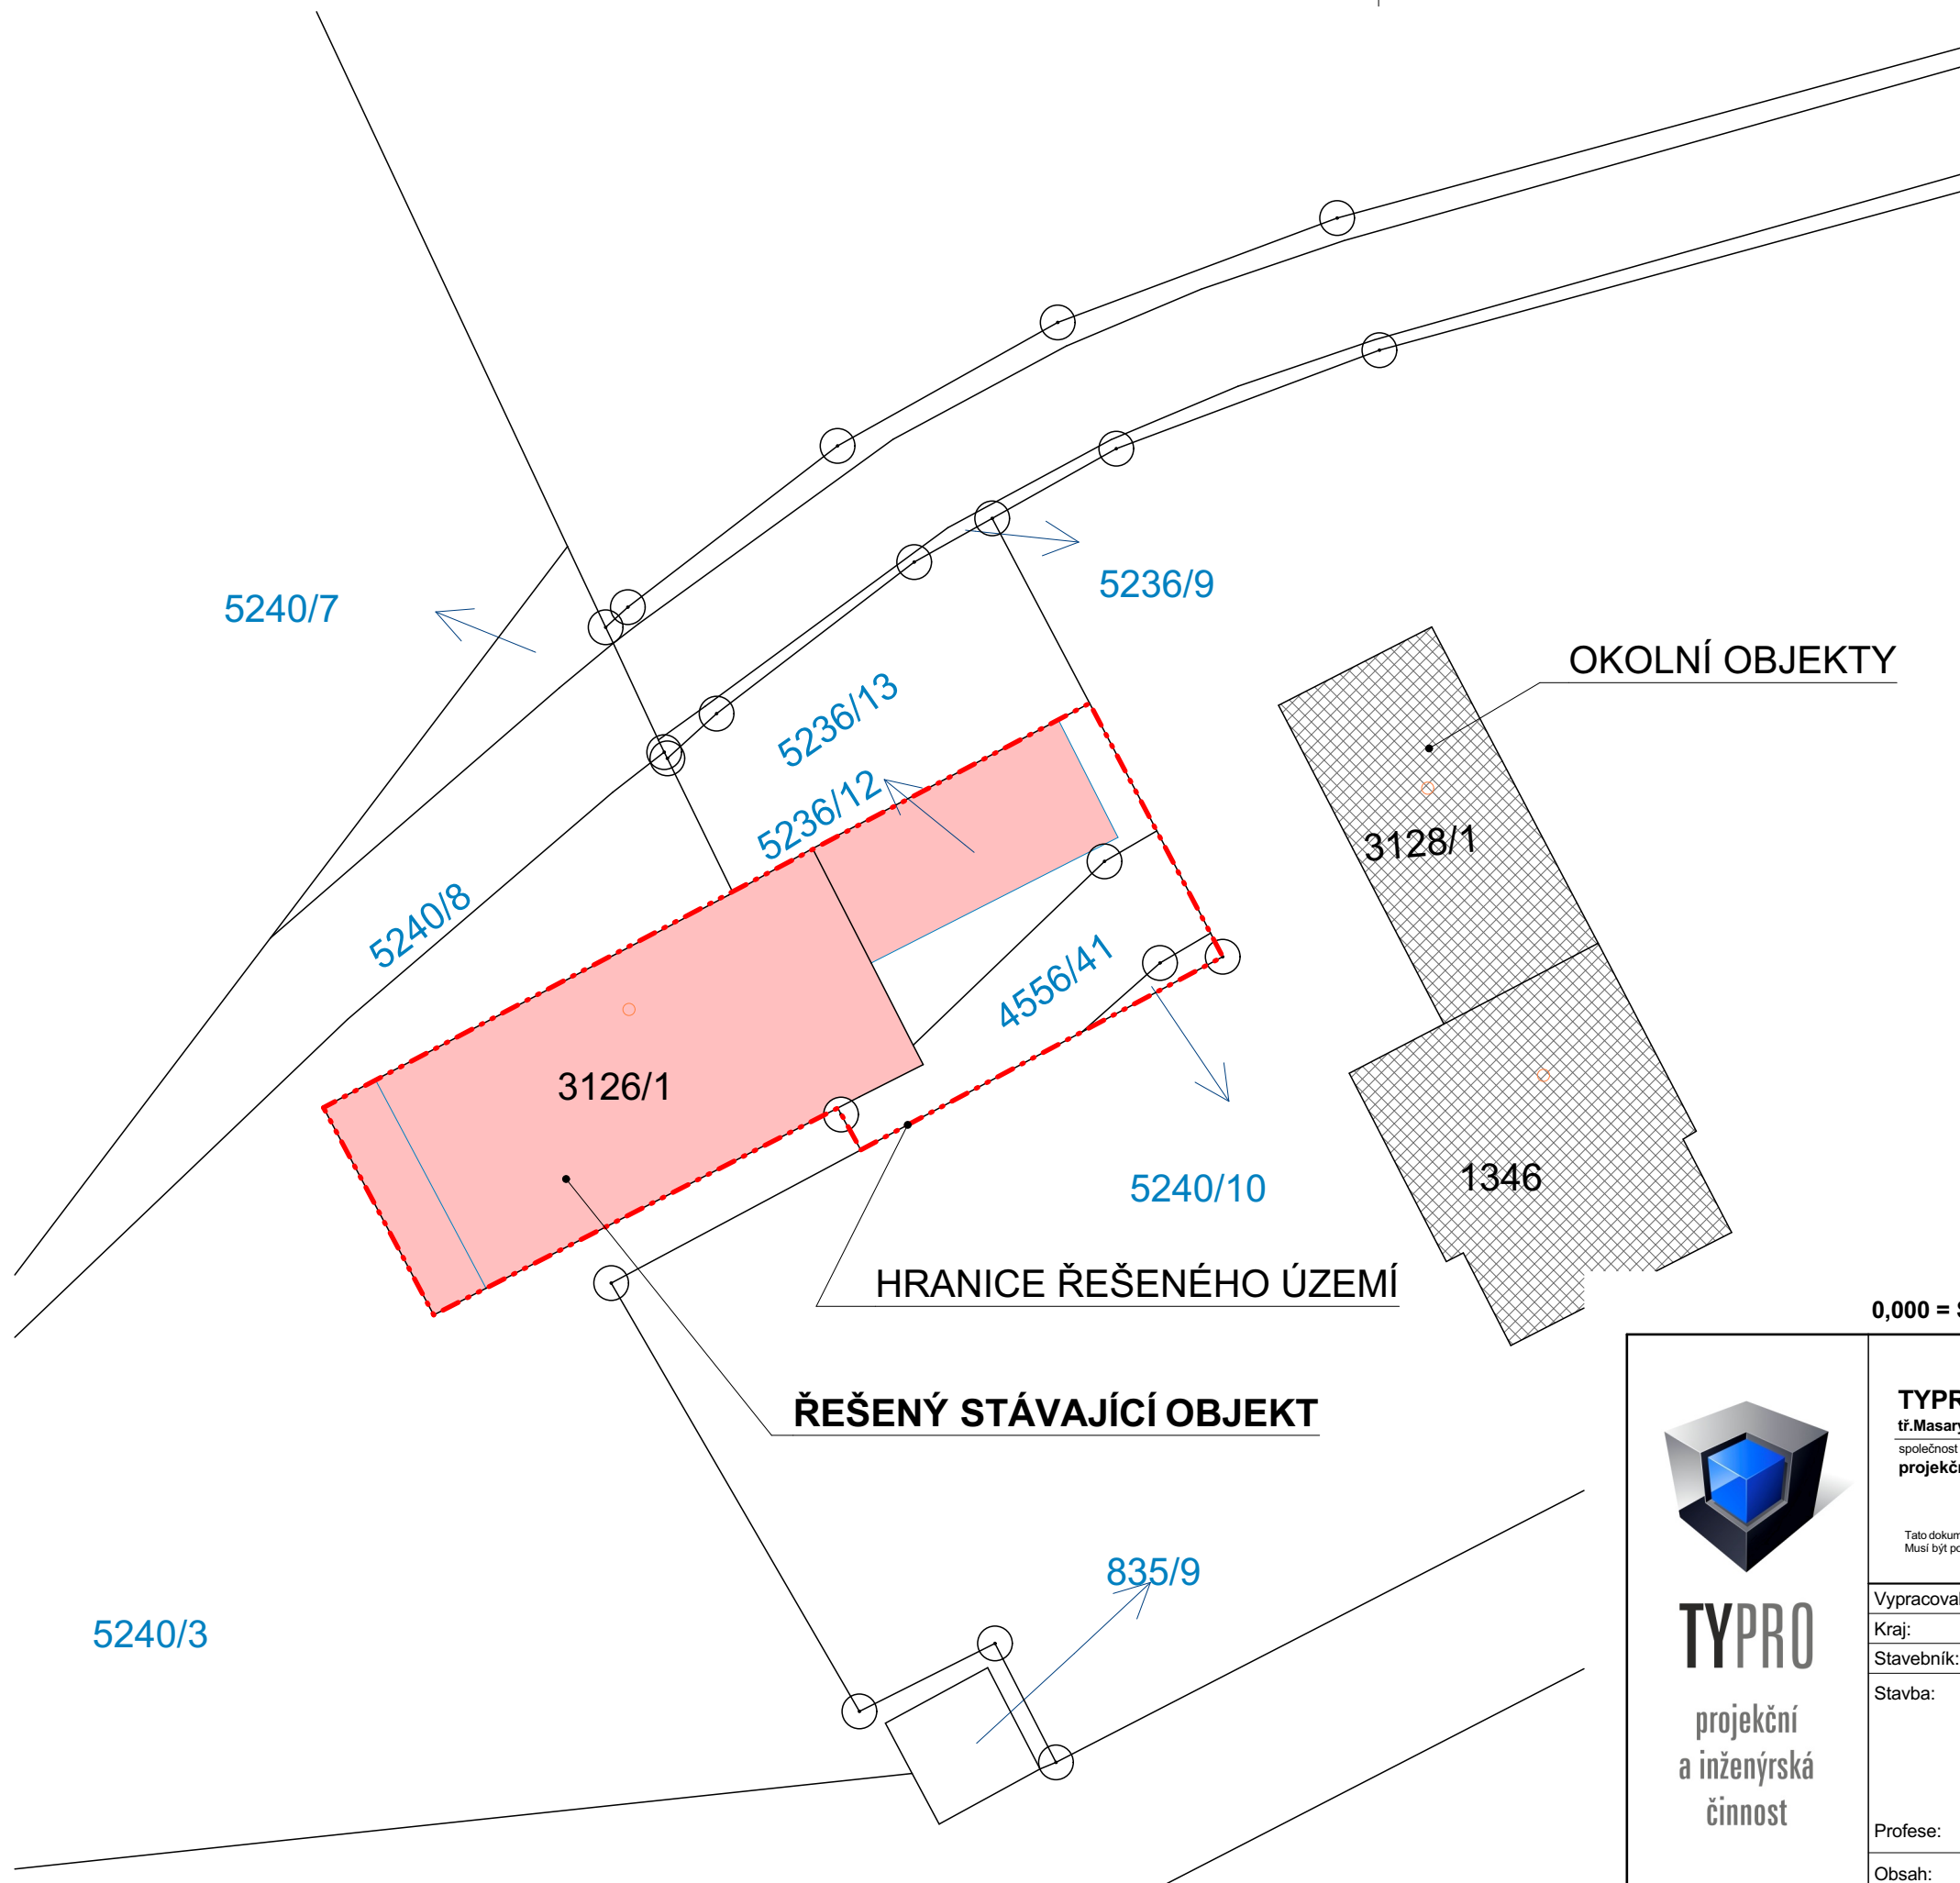 5240/7
5236/9
OKOLNÍ OBJEKTY
5236/13
5236/12
3128/1
5240/8
4556/41
3126/1
1346
5240/10
HRANICE ŘEŠENÉHO ÚZEMÍ
0,000 =
ŘEŠENÝ STÁVAJÍCÍ OBJEKT
835/9
5240/3
TYPRO
projekční
a inženýrská
činnost
TYPR
tř.Masary
společnost
projekčn
Tato dokum
Musí být po
Vypracoval
Kraj:
Stavebník:
Stavba:
Profese:
Obsah: